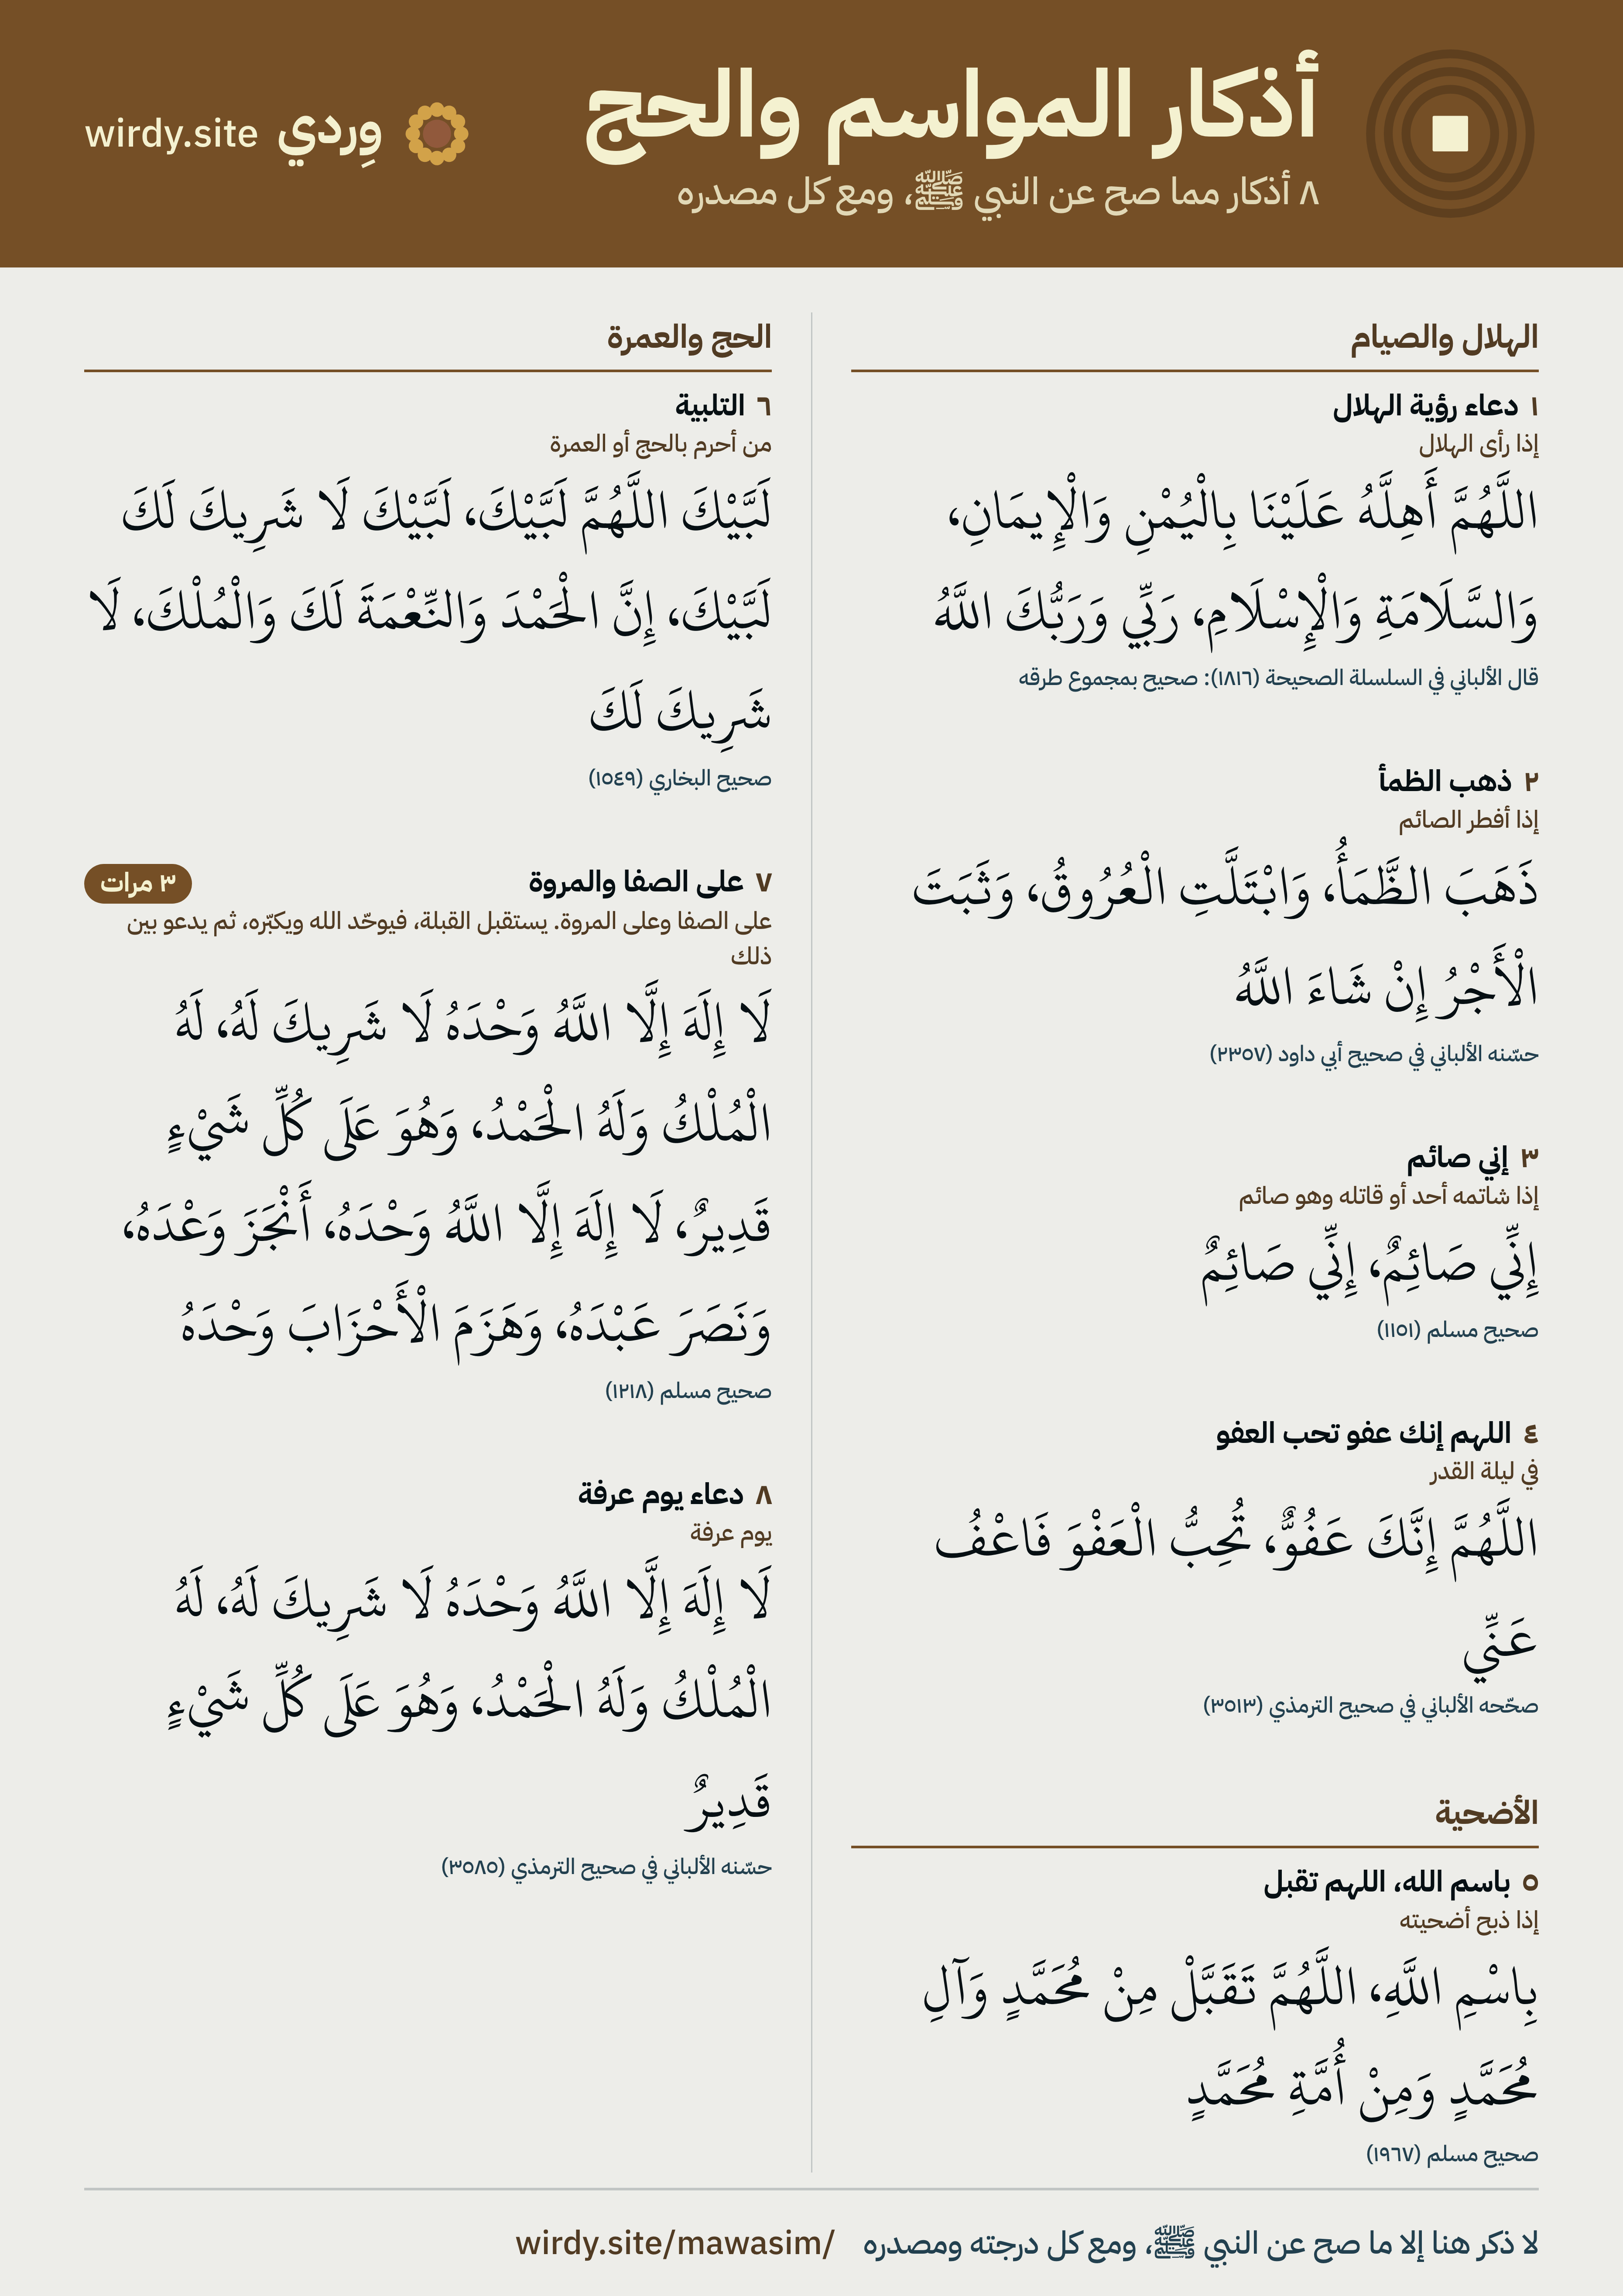 أذكار المواسم والحج
٨ أذكار مما صح عن النبي ﷺ، ومع كل مصدره
وِردي wirdy.site
الهلال والصيام
١ دعاء رؤية الهلال
إذا رأى الهلال
اللَّهُمَّ أَهِلَّهُ عَلَيْنَا بِالْيُمْنِ وَالْإِيمَانِ،
وَالسَّلَامَةِ وَالْإِسْلَامِ، رَبِّي وَرَبُّكَ اللَّهُ
قال الألباني في السلسلة الصحيحة (١٨١٦): صحيح بمجموع طرقه
٢ ذهب الظمأ
إذا أفطر الصائم
ذَهَبَ الظَّمَأُ، وَابْتَلَّتِ الْعُرُوقُ، وَثَبَتَ
الْأَجْرُ إِنْ شَاءَ اللَّهُ
حسّنه الألباني في صحيح أبي داود (٢٣٥٧)
٣ إني صائم
إذا شاتمه أحد أو قاتله وهو صائم
إِنِّي صَائِمٌ، إِنِّي صَائِمٌ
صحيح مسلم (١١٥١)
٤ اللهم إنك عفو تحب العفو
في ليلة القدر
اللَّهُمَّ إِنَّكَ عَفُوٌّ، تُحِبُّ الْعَفْوَ فَاعْفُ
عَنِّي
صحّحه الألباني في صحيح الترمذي (٣٥١٣)
الأضحية
٥ باسم الله، اللهم تقبل
إذا ذبح أضحيته
بِاسْمِ اللَّهِ، اللَّهُمَّ تَقَبَّلْ مِنْ مُحَمَّدٍ وَآلِ
مُحَمَّدٍ وَمِنْ أُمَّةِ مُحَمَّدٍ
صحيح مسلم (١٩٦٧)
الحج والعمرة
٦ التلبية
من أحرم بالحج أو العمرة
لَبَّيْكَ اللَّهُمَّ لَبَّيْكَ، لَبَّيْكَ لَا شَرِيكَ لَكَ
لَبَّيْكَ، إِنَّ الْحَمْدَ وَالنِّعْمَةَ لَكَ وَالْمُلْكَ، لَا
شَرِيكَ لَكَ
صحيح البخاري (١٥٤٩)
٧ على الصفا والمروة
٣ مرات
على الصفا وعلى المروة. يستقبل القبلة، فيوحّد الله ويكبّره، ثم يدعو بين
ذلك
لَا إِلَهَ إِلَّا اللَّهُ وَحْدَهُ لَا شَرِيكَ لَهُ، لَهُ
الْمُلْكُ وَلَهُ الْحَمْدُ، وَهُوَ عَلَى كُلِّ شَيْءٍ
قَدِيرٌ، لَا إِلَهَ إِلَّا اللَّهُ وَحْدَهُ، أَنْجَزَ وَعْدَهُ،
وَنَصَرَ عَبْدَهُ، وَهَزَمَ الْأَحْزَابَ وَحْدَهُ
صحيح مسلم (١٢١٨)
٨ دعاء يوم عرفة
يوم عرفة
لَا إِلَهَ إِلَّا اللَّهُ وَحْدَهُ لَا شَرِيكَ لَهُ، لَهُ
الْمُلْكُ وَلَهُ الْحَمْدُ، وَهُوَ عَلَى كُلِّ شَيْءٍ
قَدِيرٌ
حسّنه الألباني في صحيح الترمذي (٣٥٨٥)
لا ذكر هنا إلا ما صح عن النبي ﷺ، ومع كل درجته ومصدره wirdy.site/mawasim/